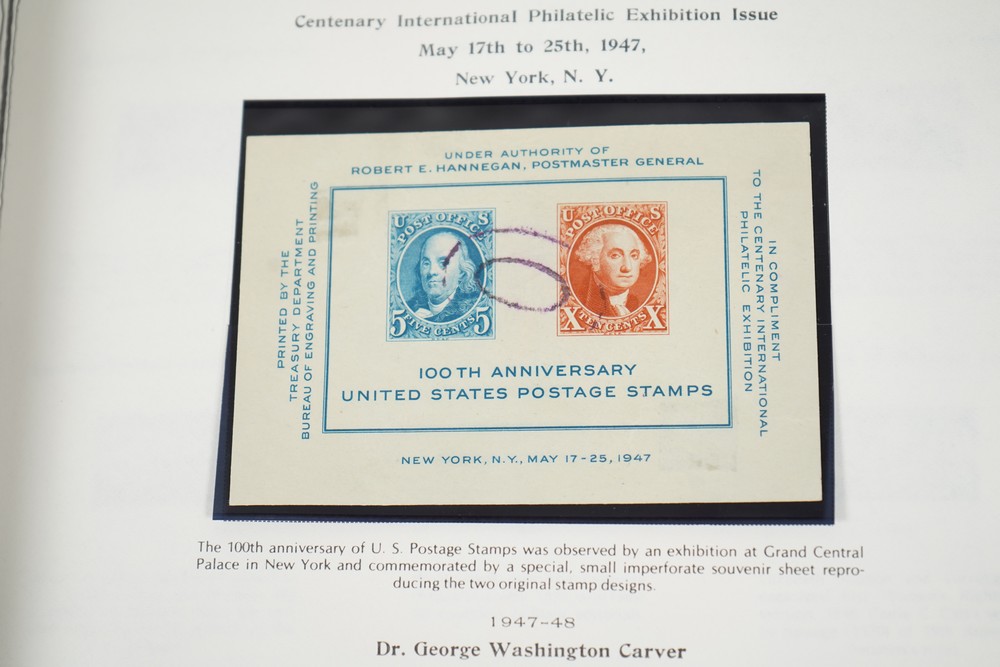 Centenary International Philatelic Exhibition Issue
May 17th to 25th, 1947,
New York, N. Y.
UNDER AUTHORITY OF
ROBERT E. HANNEGAN, POSTMASTER GENERAL
PRINTED BY THE
TREASURY DEPARTMENT
BUREAU OF ENGRAVING AND PRINTING
U S
POST OFFICE
5 5
FIVE CENTS
U S
POST OFFICE
X X
TEN CENTS
100TH ANNIVERSARY
UNITED STATES POSTAGE STAMPS
IN COMPLIMENT
TO THE CENTENARY INTERNATIONAL
PHILATELIC EXHIBITION
NEW YORK, N.Y., MAY 17-25, 1947
The 100th anniversary of U. S. Postage Stamps was observed by an exhibition at Grand Central
Palace in New York and commemorated by a special, small imperforate souvenir sheet repro-
ducing the two original stamp designs.
1947-48
Dr. George Washington Carver